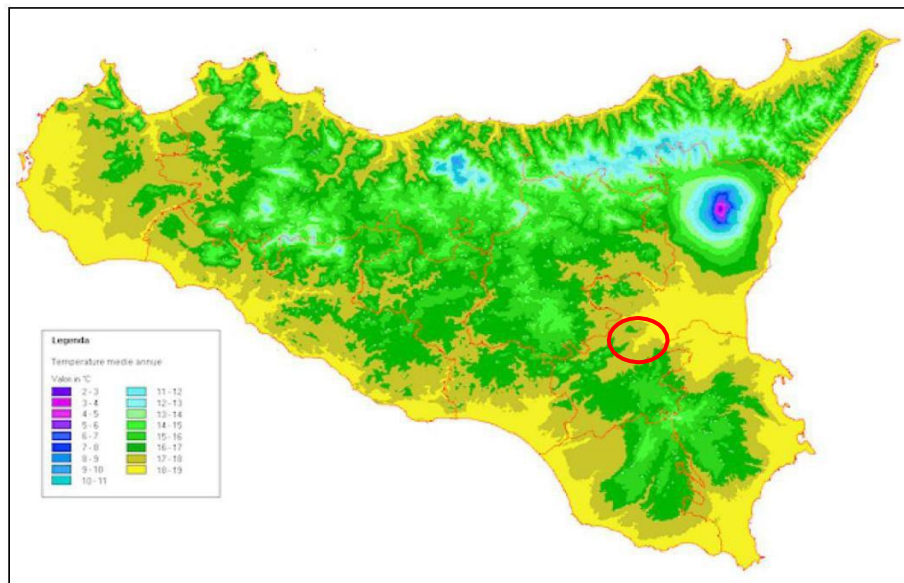 Legenda
Temperature medie annue
Valori in °C
2 - 3
3 - 4
4 - 5
5 - 6
6 - 7
7 - 8
8 - 9
9 - 10
10 - 11
11 - 12
12 - 13
13 - 14
14 - 15
15 - 16
16 - 17
17 - 18
18 - 19